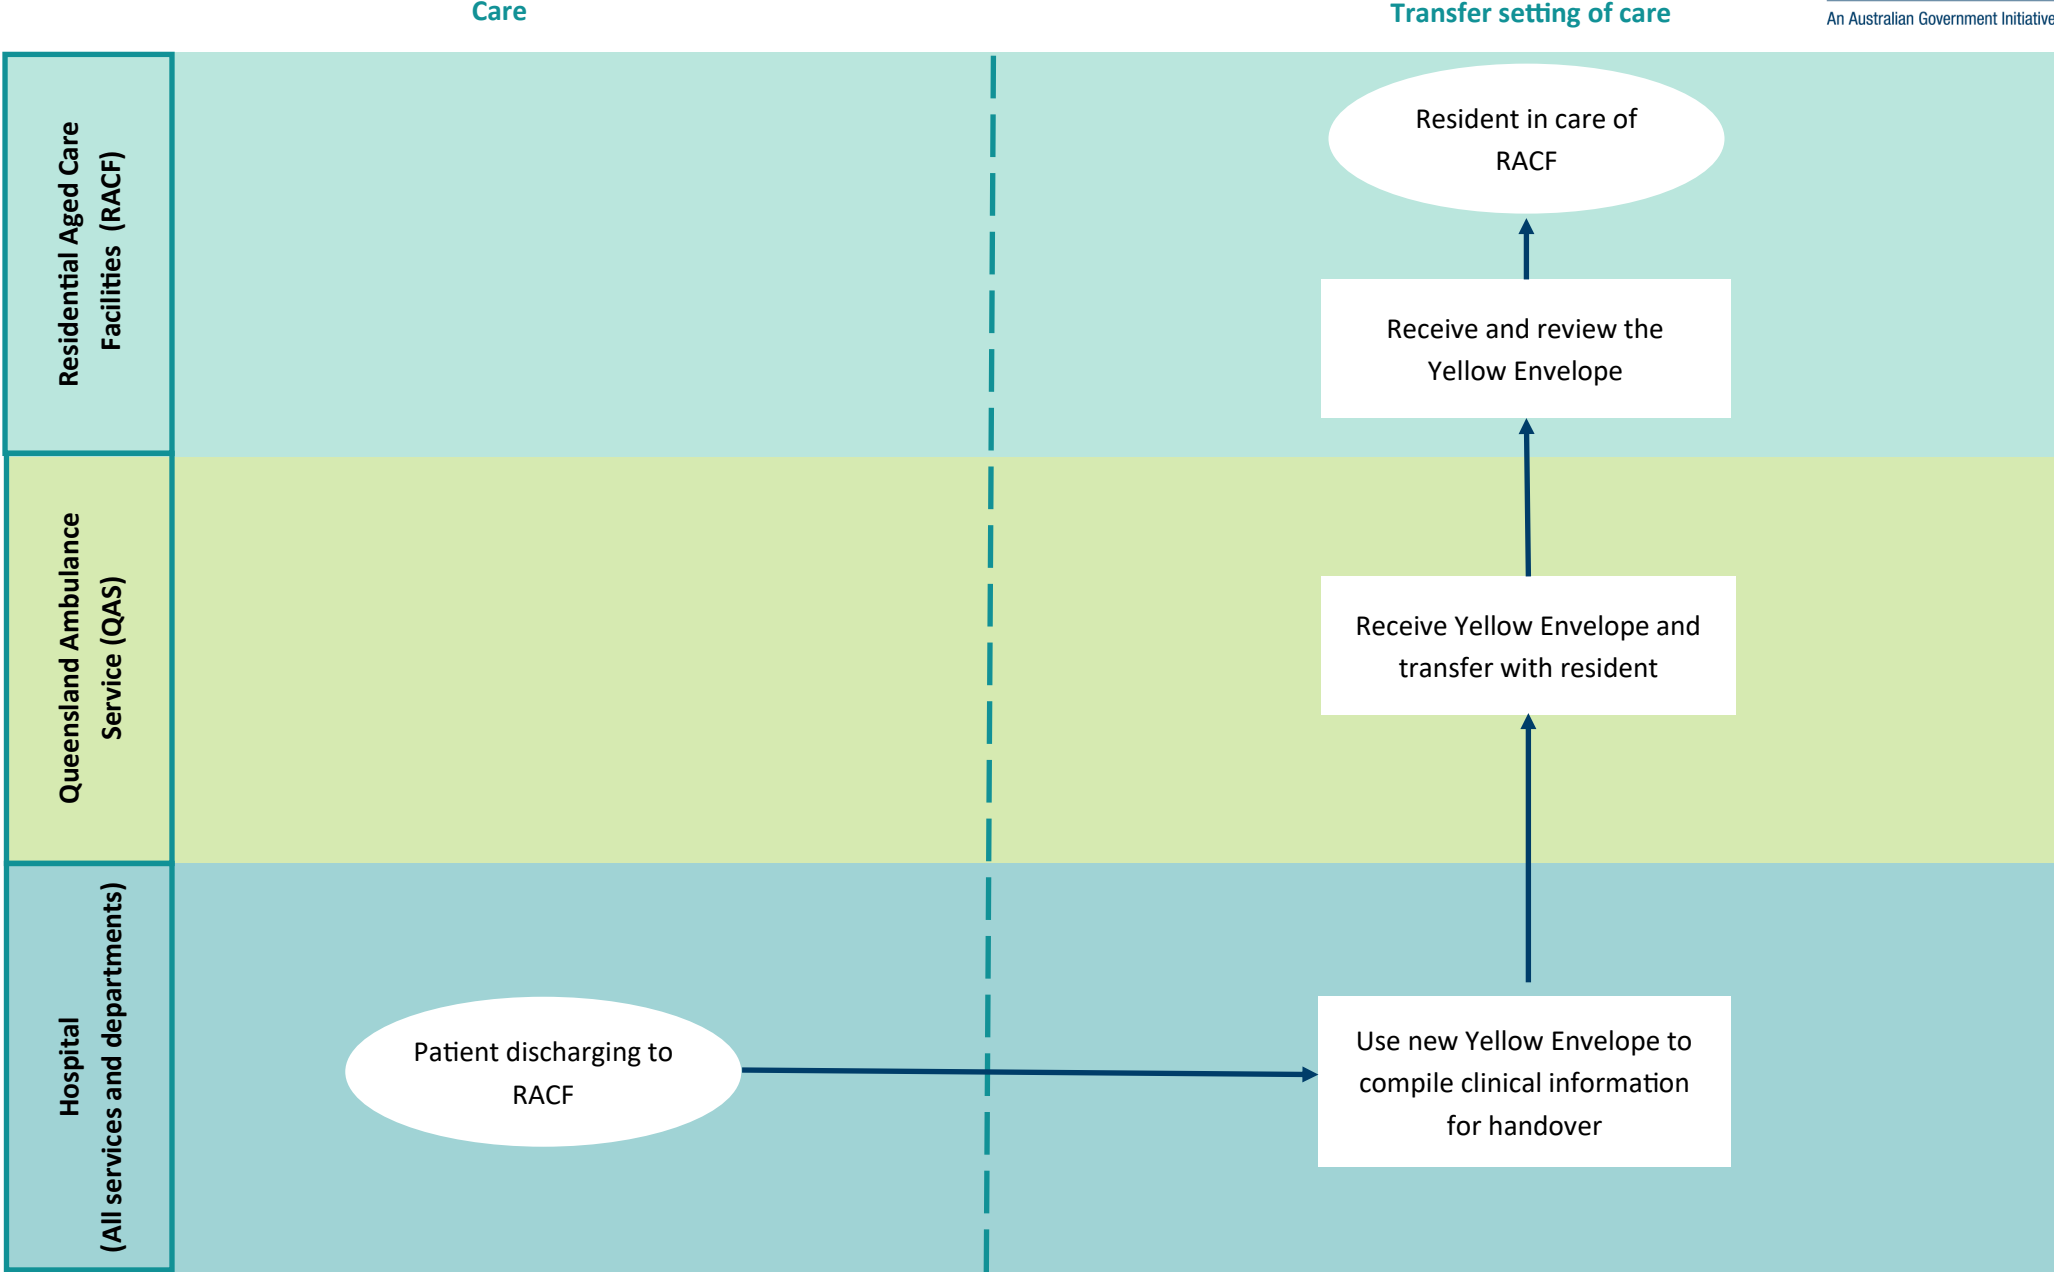 Care
Transfer setting of care
An Australian Government Initiative
Residential Aged Care
Facilities (RACF)
Resident in care of
RACF
Receive and review the
Yellow Envelope
Queensland Ambulance
Service (QAS)
Receive Yellow Envelope and
transfer with resident
Hospital
(All services and departments)
Patient discharging to
RACF
Use new Yellow Envelope to
compile clinical information
for handover